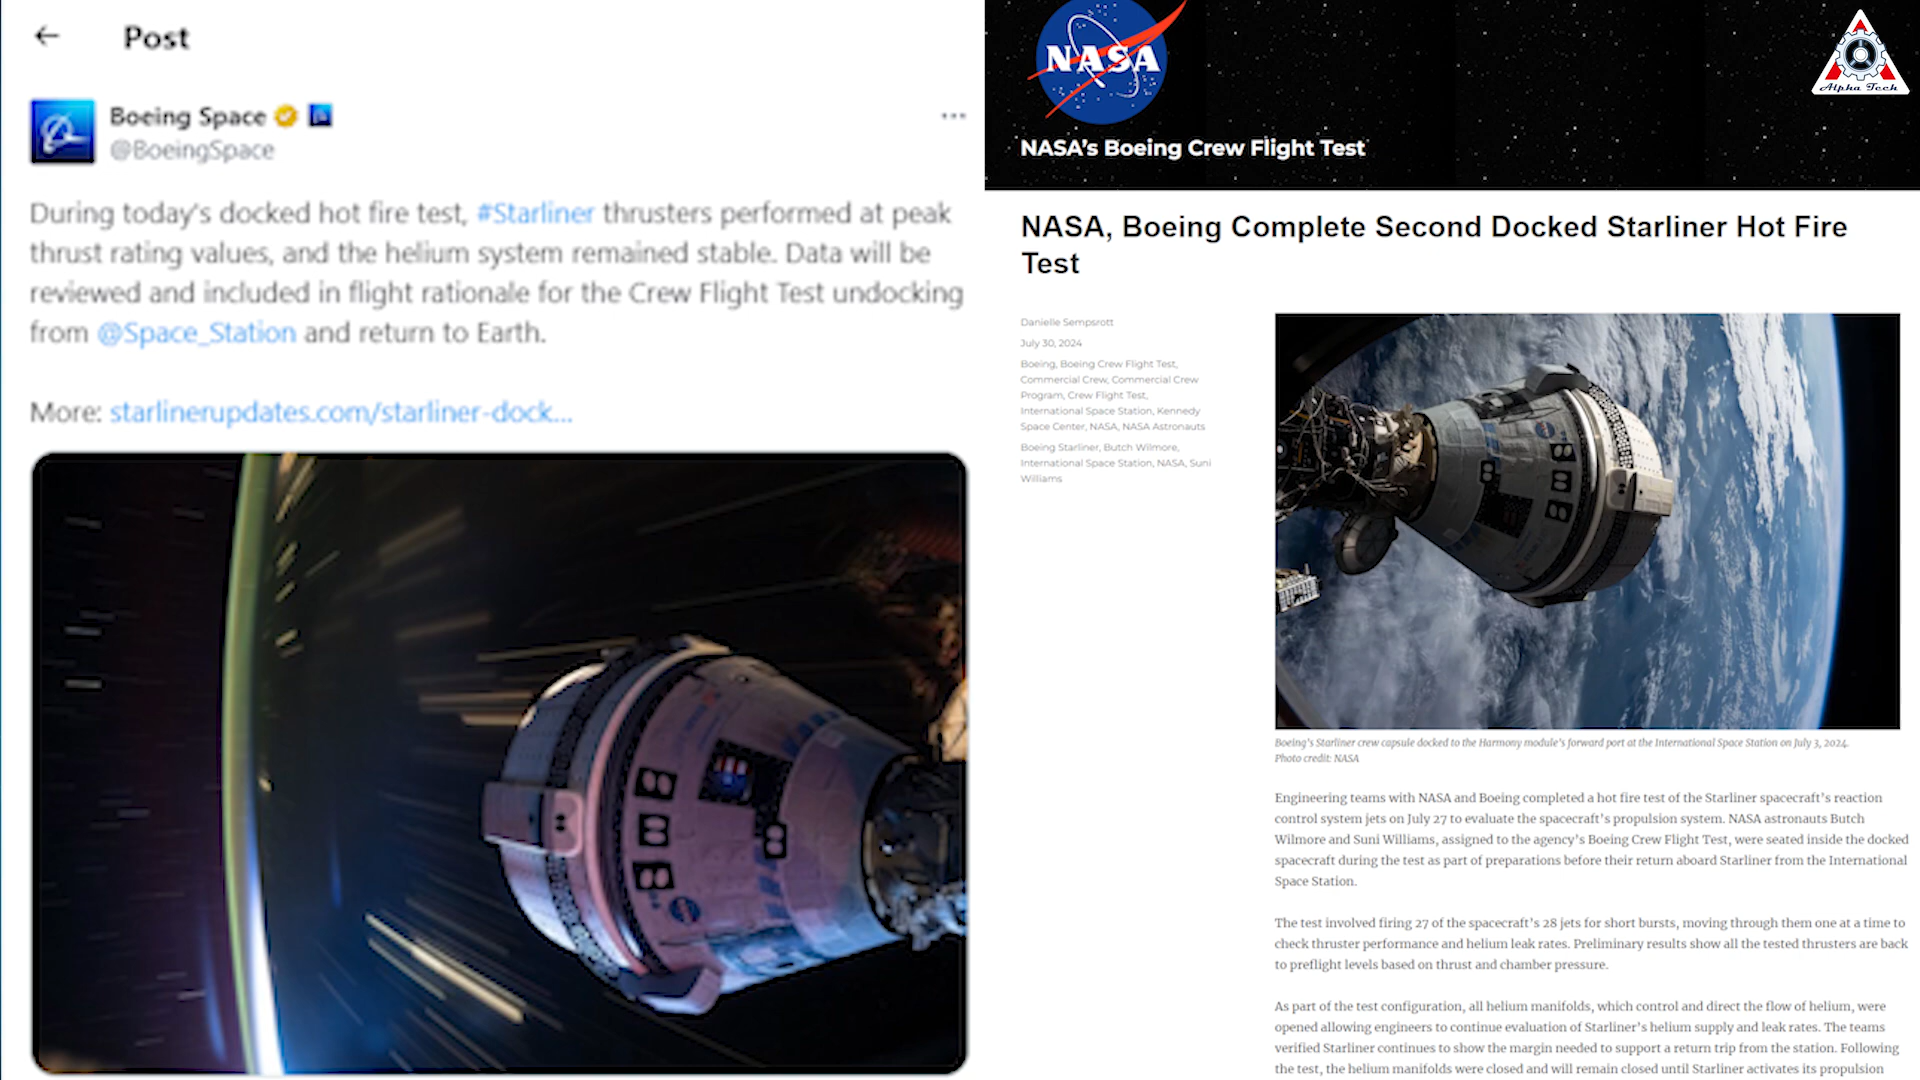 Post
Boeing Space
@BoeingSpace
During today's docked hot fire test, #Starliner thrusters performed at peak
thrust rating values, and the helium system remained stable. Data will be
reviewed and included in flight rationale for the Crew Flight Test undocking
from @Space_Station and return to Earth.
More: starlinerupdates.com/starliner-dock...
NASA
NASA's Boeing Crew Flight Test
Alpha Tech
NASA, Boeing Complete Second Docked Starliner Hot Fire
Test
Danielle Sempsrott
July 30, 2024
Boeing, Boeing Crew Flight Test,
Commercial Crew, Commercial Crew
Program, Crew Flight Test,
International Space Station, Kennedy
Space Center, NASA, NASA Astronauts
Boeing Starliner, Butch Wilmore,
International Space Station, NASA, Suni
Williams
Boeing's Starliner crew capsule docked to the Harmony module's forward port at the International Space Station on July 3, 2024.
Photo credit: NASA
Engineering teams with NASA and Boeing completed a hot fire test of the Starliner spacecraft's reaction
control system jets on July 27 to evaluate the spacecraft's propulsion system. NASA astronauts Butch
Wilmore and Suni Williams, assigned to the agency's Boeing Crew Flight Test, were seated inside the docked
spacecraft during the test as part of preparations before their return aboard Starliner from the International
Space Station.
The test involved firing 27 of the spacecraft's 28 jets for short bursts, moving through them one at a time to
check thruster performance and helium leak rates. Preliminary results show all the tested thrusters are back
to preflight levels based on thrust and chamber pressure.
As part of the test configuration, all helium manifolds, which control and direct the flow of helium, were
opened allowing engineers to continue evaluation of Starliner's helium supply and leak rates. The teams
verified Starliner continues to show the margin needed to support a return trip from the station. Following
the test, the helium manifolds were closed and will remain closed until Starliner activates its propulsion